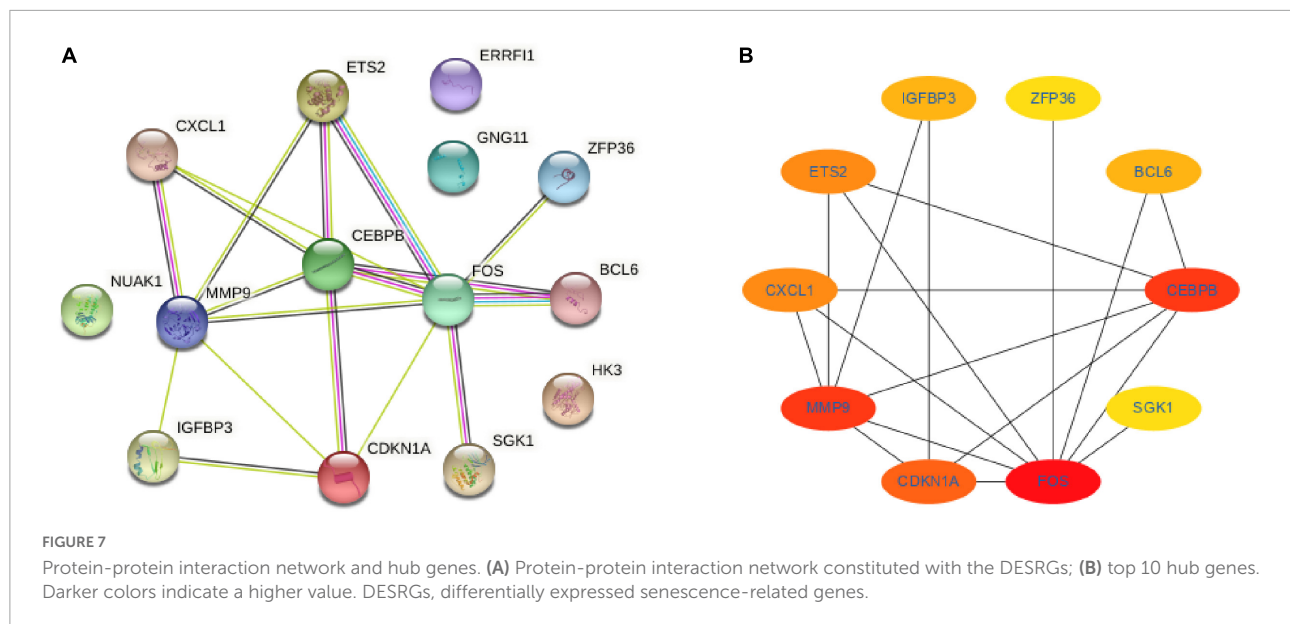 A
B
ERRFI1
ETS2
GNG11
CXCL1
ZFP36
CEBPB
FOS
BCL6
NUAK1
MMP9
HK3
IGFBP3
CDKN1A
SGK1
IGFBP3
ZFP36
ETS2
BCL6
CXCL1
CEBPB
MMP9
SGK1
CDKN1A
FOS
FIGURE 7
Protein-protein interaction network and hub genes. (A) Protein-protein interaction network constituted with the DESRGs; (B) top 10 hub genes.
Darker colors indicate a higher value. DESRGs, differentially expressed senescence-related genes.